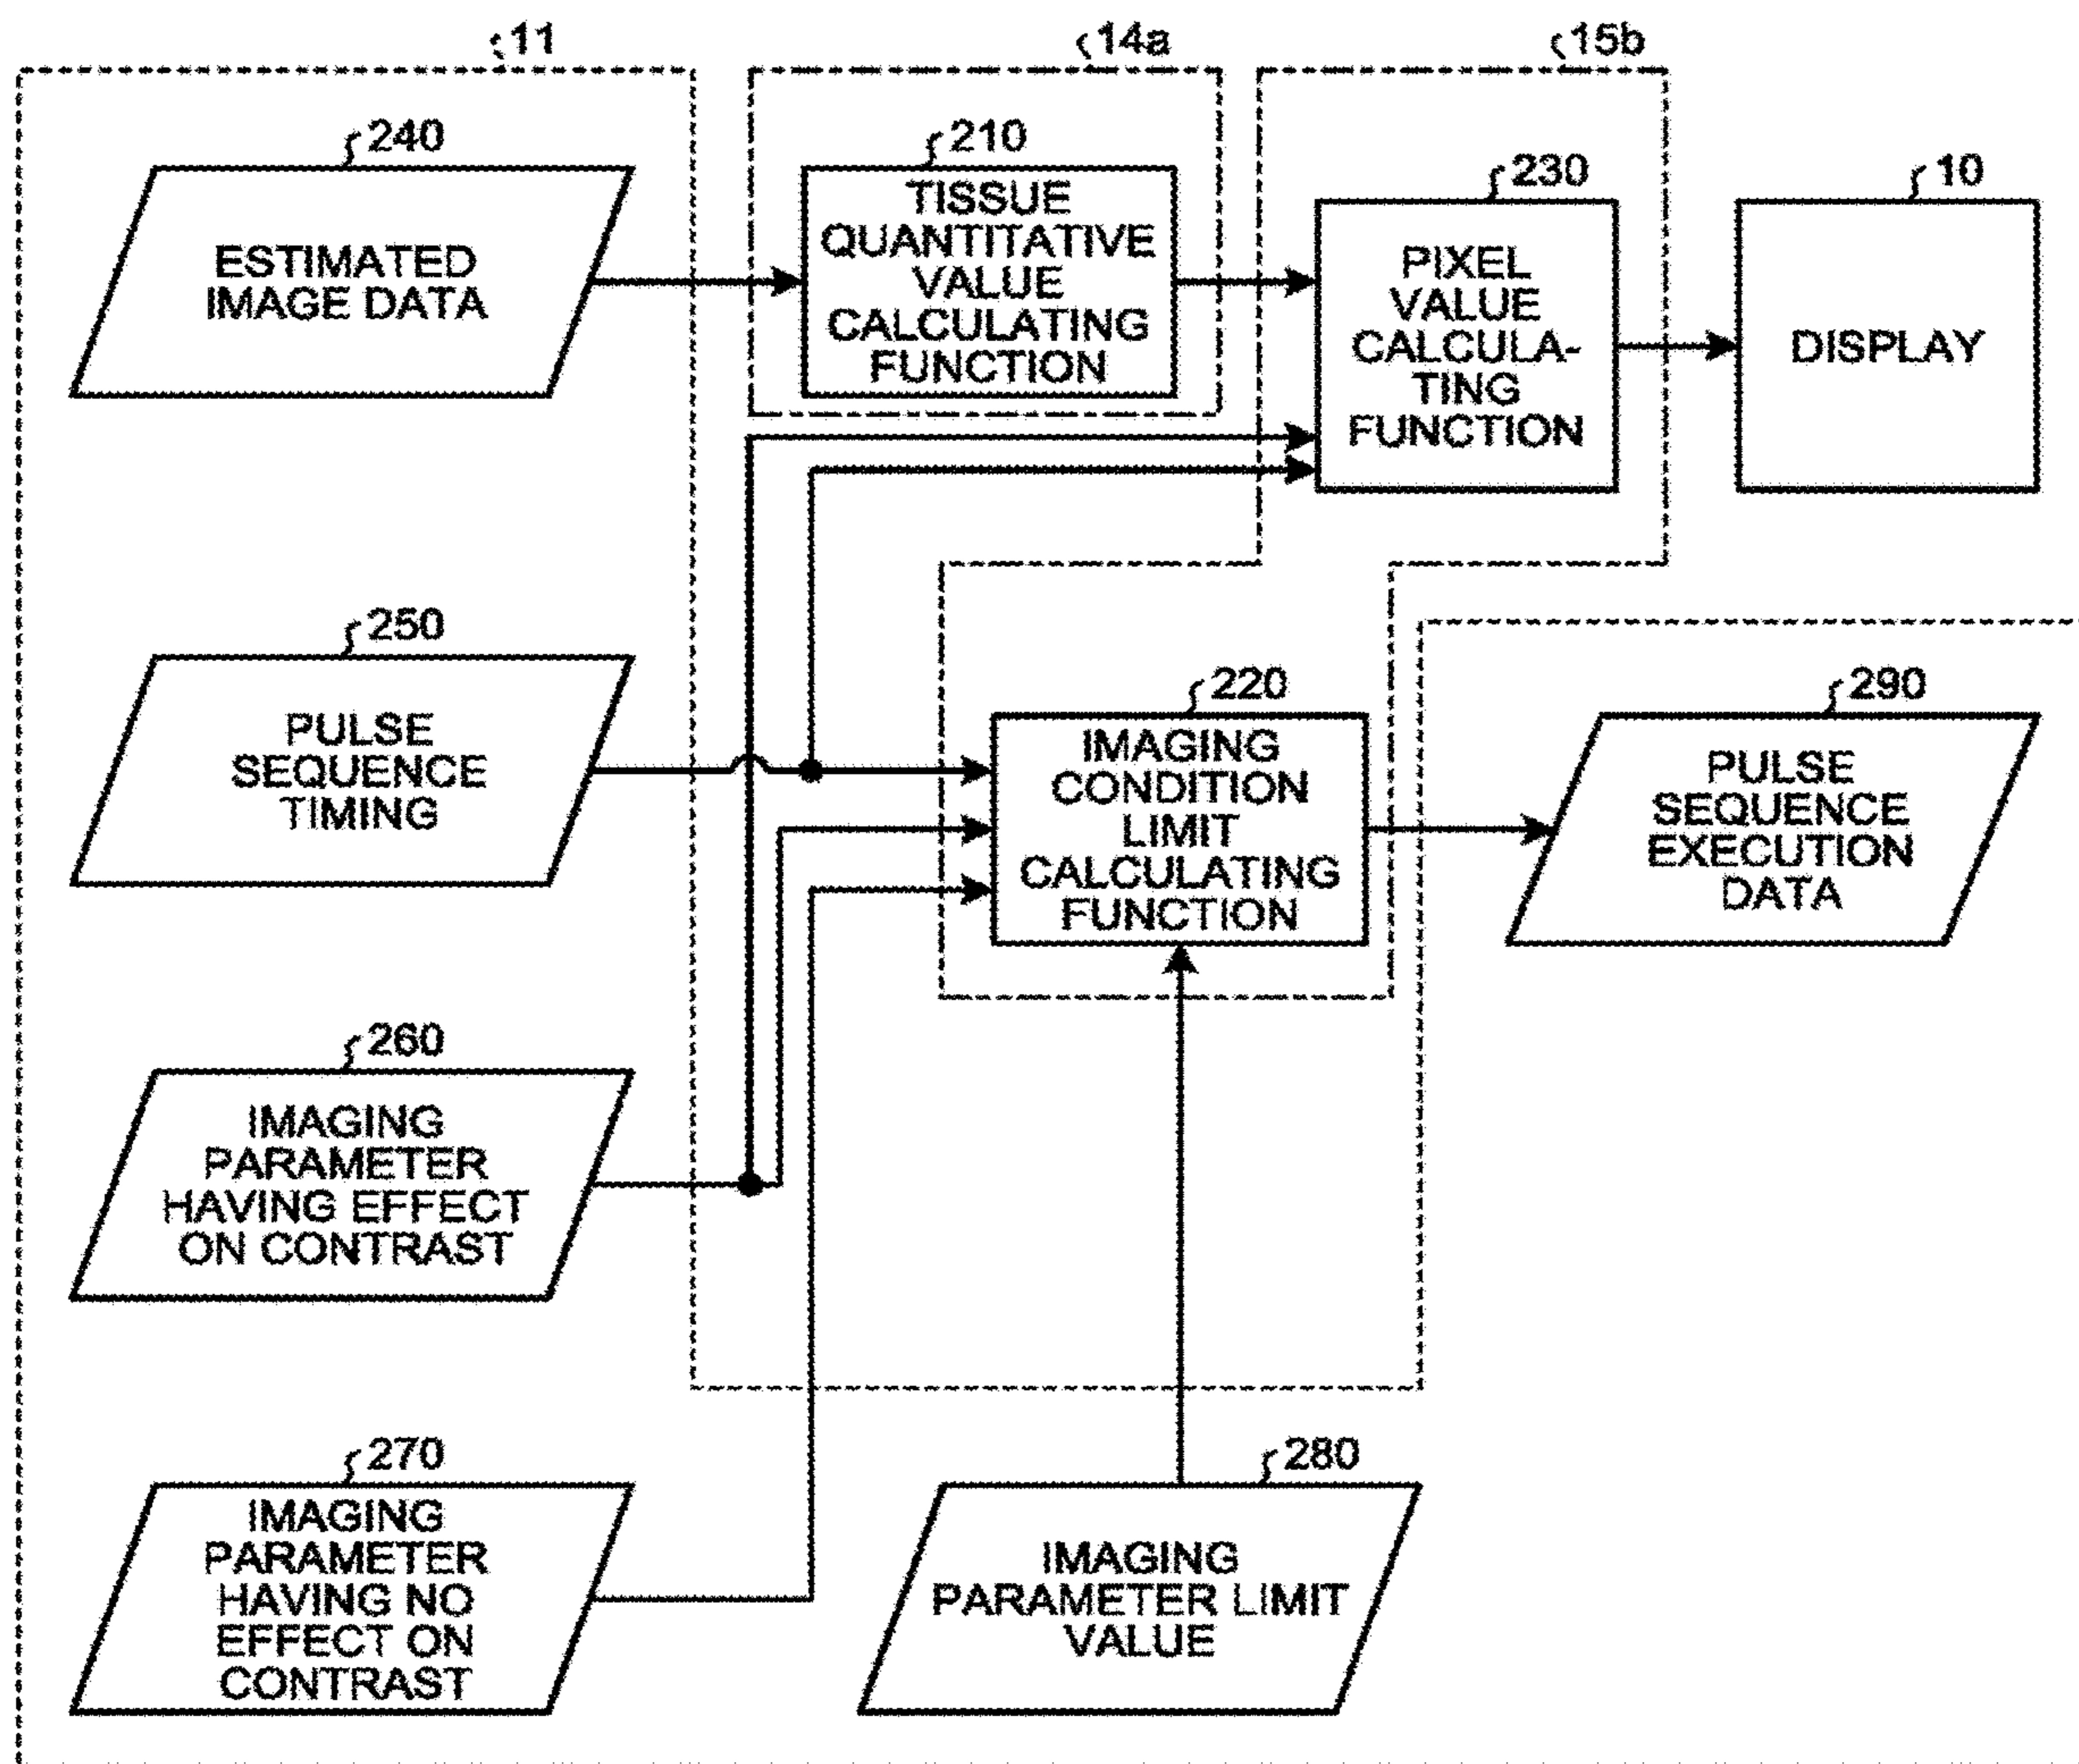 11
14a
15b
240
ESTIMATED
IMAGE DATA
210
TISSUE
QUANTITATIVE
VALUE
CALCULATING
FUNCTION
230
PIXEL
VALUE
CALCULA-
TING
FUNCTION
10
DISPLAY
250
PULSE
SEQUENCE
TIMING
220
IMAGING
CONDITION
LIMIT
CALCULATING
FUNCTION
290
PULSE
SEQUENCE
EXECUTION
DATA
260
IMAGING
PARAMETER
HAVING EFFECT
ON CONTRAST
270
IMAGING
PARAMETER
HAVING NO
EFFECT ON
CONTRAST
280
IMAGING
PARAMETER LIMIT
VALUE